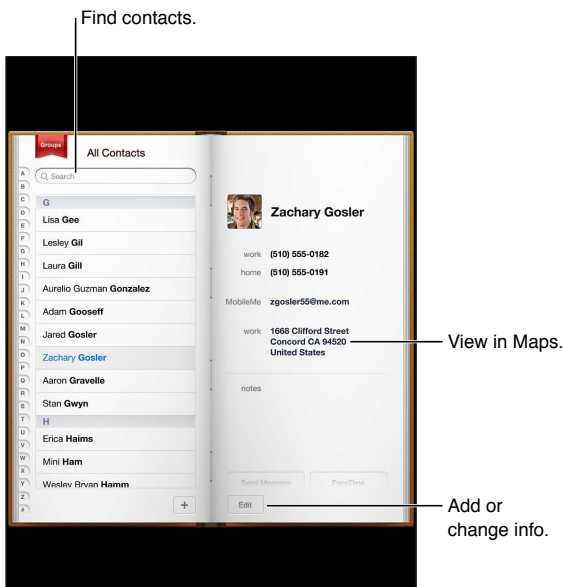 Find contacts.
Groups
All Contacts
Search
A
B
C
D
E
F
G
H
I
J
K
L
M
N
O
P
Q
R
S
T
U
V
W
X
Y
Z
#
G
Lisa Gee
Lesley Gil
Laura Gill
Aurelio Guzman Gonzalez
Adam Gooseff
Jared Gosler
Zachary Gosler
Aaron Gravelle
Stan Gwyn
H
Erica Haims
Mini Ham
Wesley Bryan Hamm
+
Zachary Gosler
work (510) 555-0182
home (510) 555-0191
MobileMe zgosler55@me.com
work 1668 Clifford Street
Concord CA 94520
United States
notes
Send Message FaceTime
Edit
View in Maps.
Add or
change info.